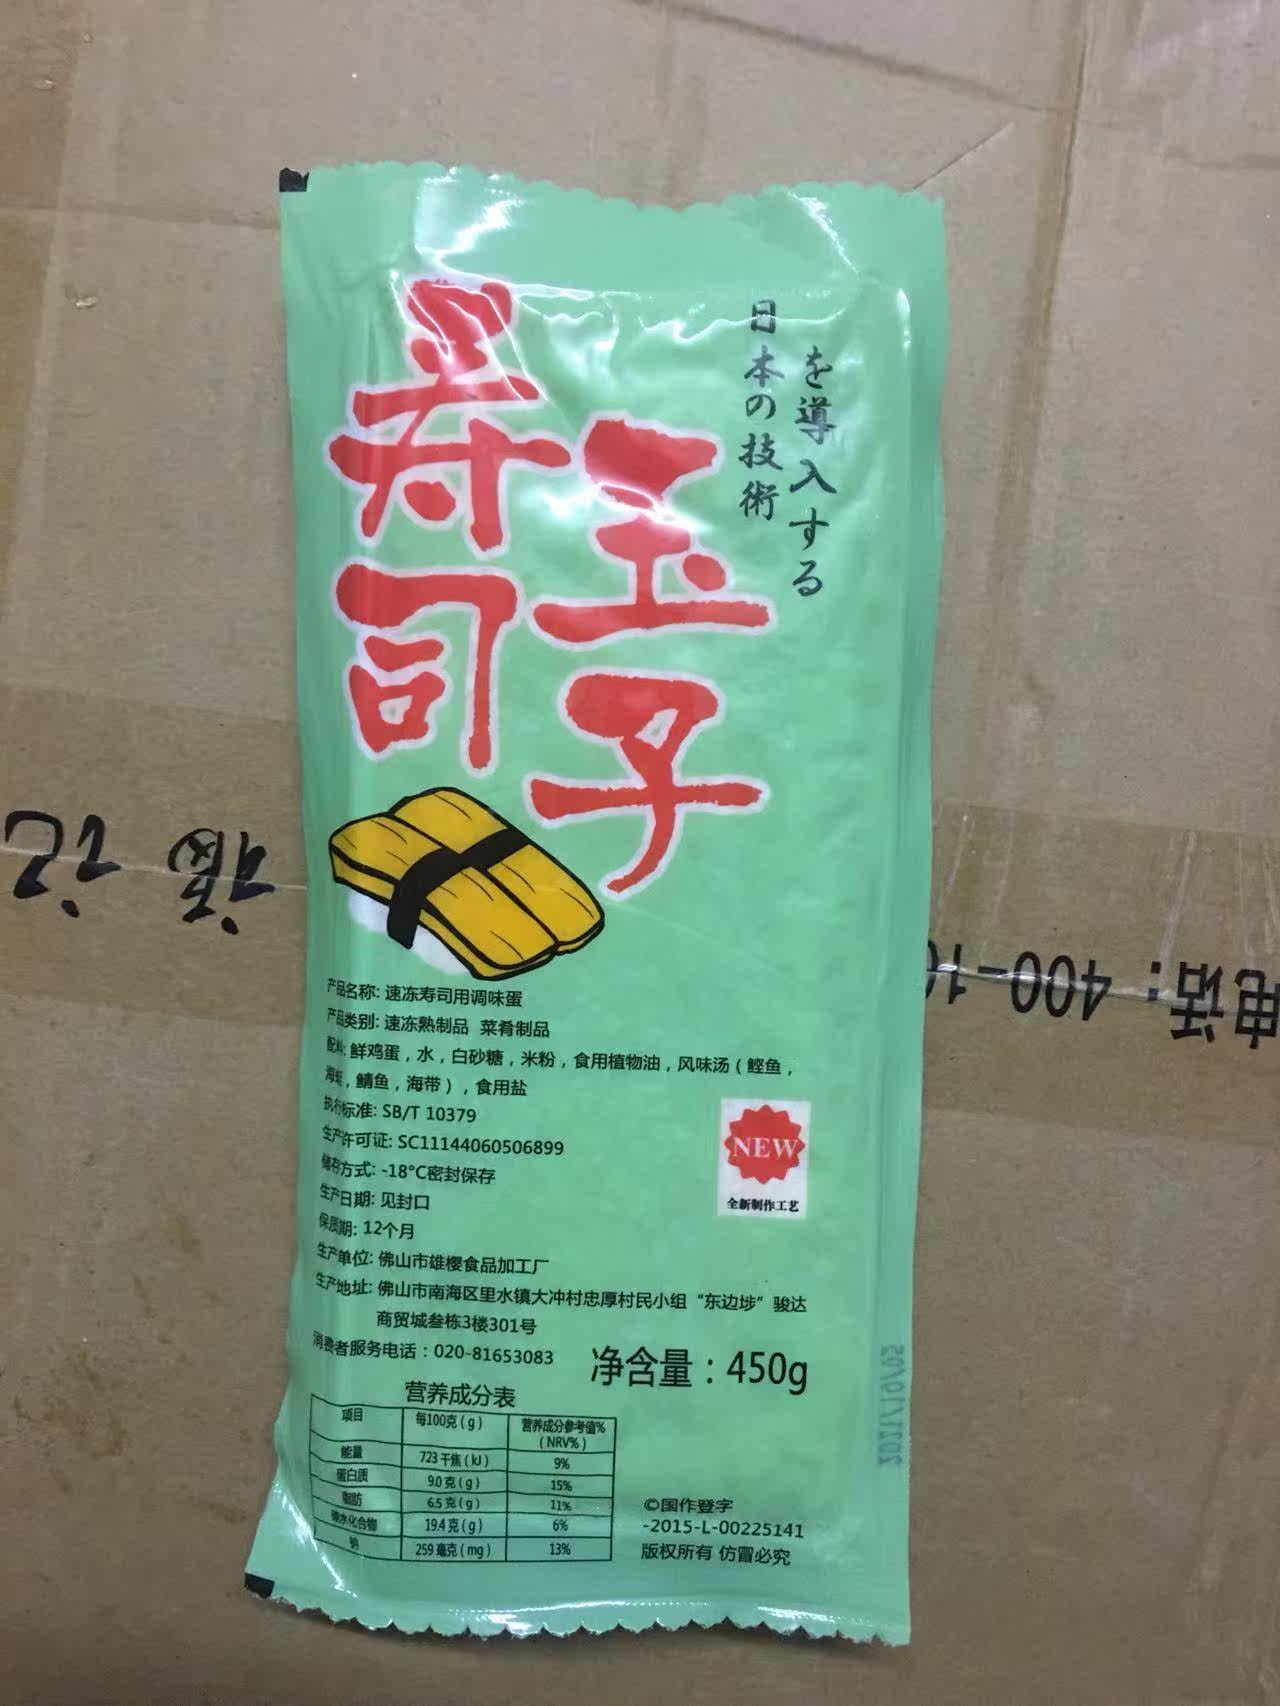 日本の技術
を導入する
寿司
玉子
产品名称: 速冻寿司用调味蛋
产品类别: 速冻熟制品 菜肴制品
配料: 鲜鸡蛋，水，白砂糖，米粉，食用植物油，风味汤（鲣鱼，
海蜒，鲭鱼，海带），食用盐
执行标准: SB/T 10379
生产许可证: SC11144060506899
储存方式: -18°C密封保存
生产日期: 见封口
保质期: 12个月
生产单位: 佛山市雄樱食品加工厂
生产地址: 佛山市南海区里水镇大冲村忠厚村民小组“东边埗”骏达
商贸城叁栋3楼301号
消费者服务电话：020-81653083
净含量：450g
NEW
全新制作工艺
营养成分表
项目 每100克（g） 营养成分参考值%
（NRV%）
能量 723 千焦（kJ） 9%
蛋白质 9.0 克（g） 15%
脂肪 6.5 克（g） 11%
碳水化合物 19.4 克（g） 6%
钠 259 毫克（mg） 13%
©国作登字
-2015-L-00225141
版权所有 仿冒必究
2021/10/05
福记
电话：400-10